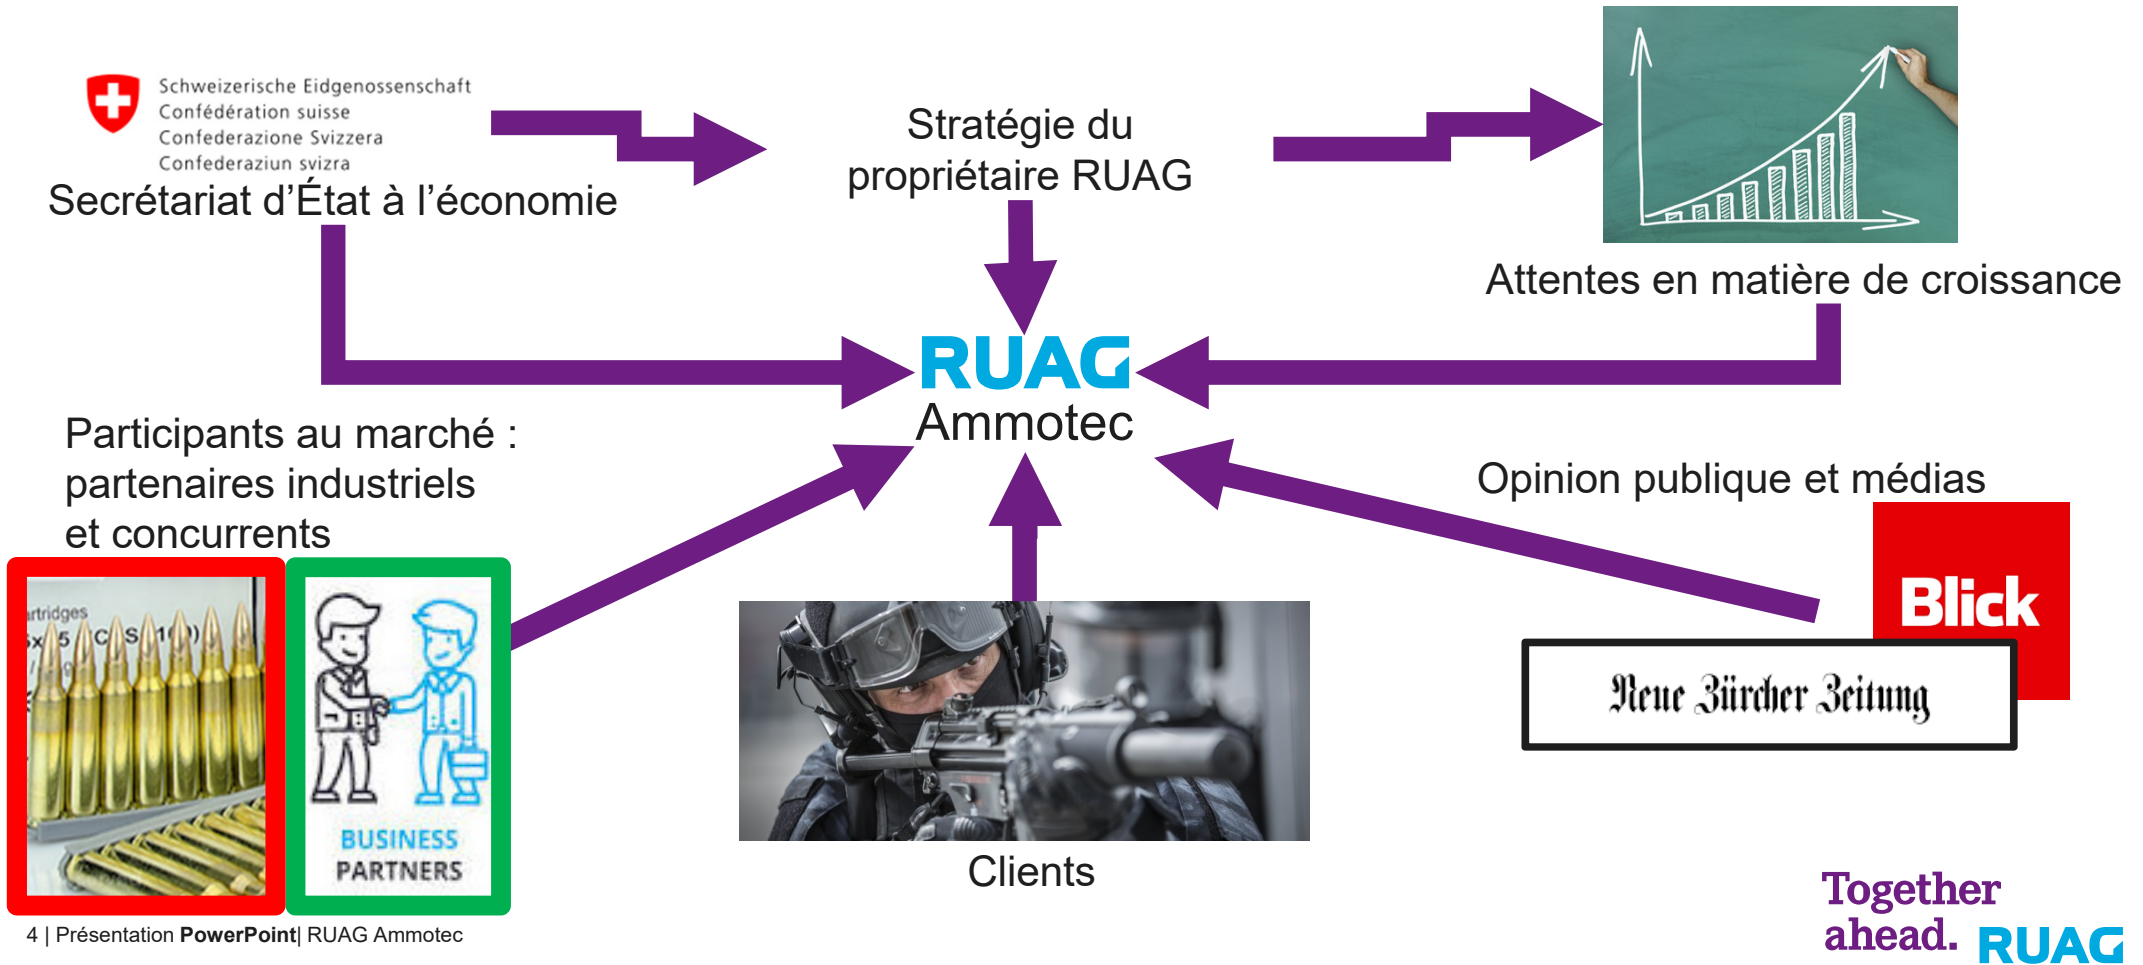 Schweizerische Eidgenossenschaft
Confédération suisse
Confederazione Svizzera
Confederaziun svizra
Secrétariat d’État à l’économie
Stratégie du
propriétaire RUAG
Attentes en matière de croissance
RUAG
Ammotec
Participants au marché :
partenaires industriels
et concurrents
Opinion publique et médias
Blick
Neue Zürcher Zeitung
BUSINESS
PARTNERS
Clients
4 | Présentation PowerPoint| RUAG Ammotec
Together
ahead. RUAG